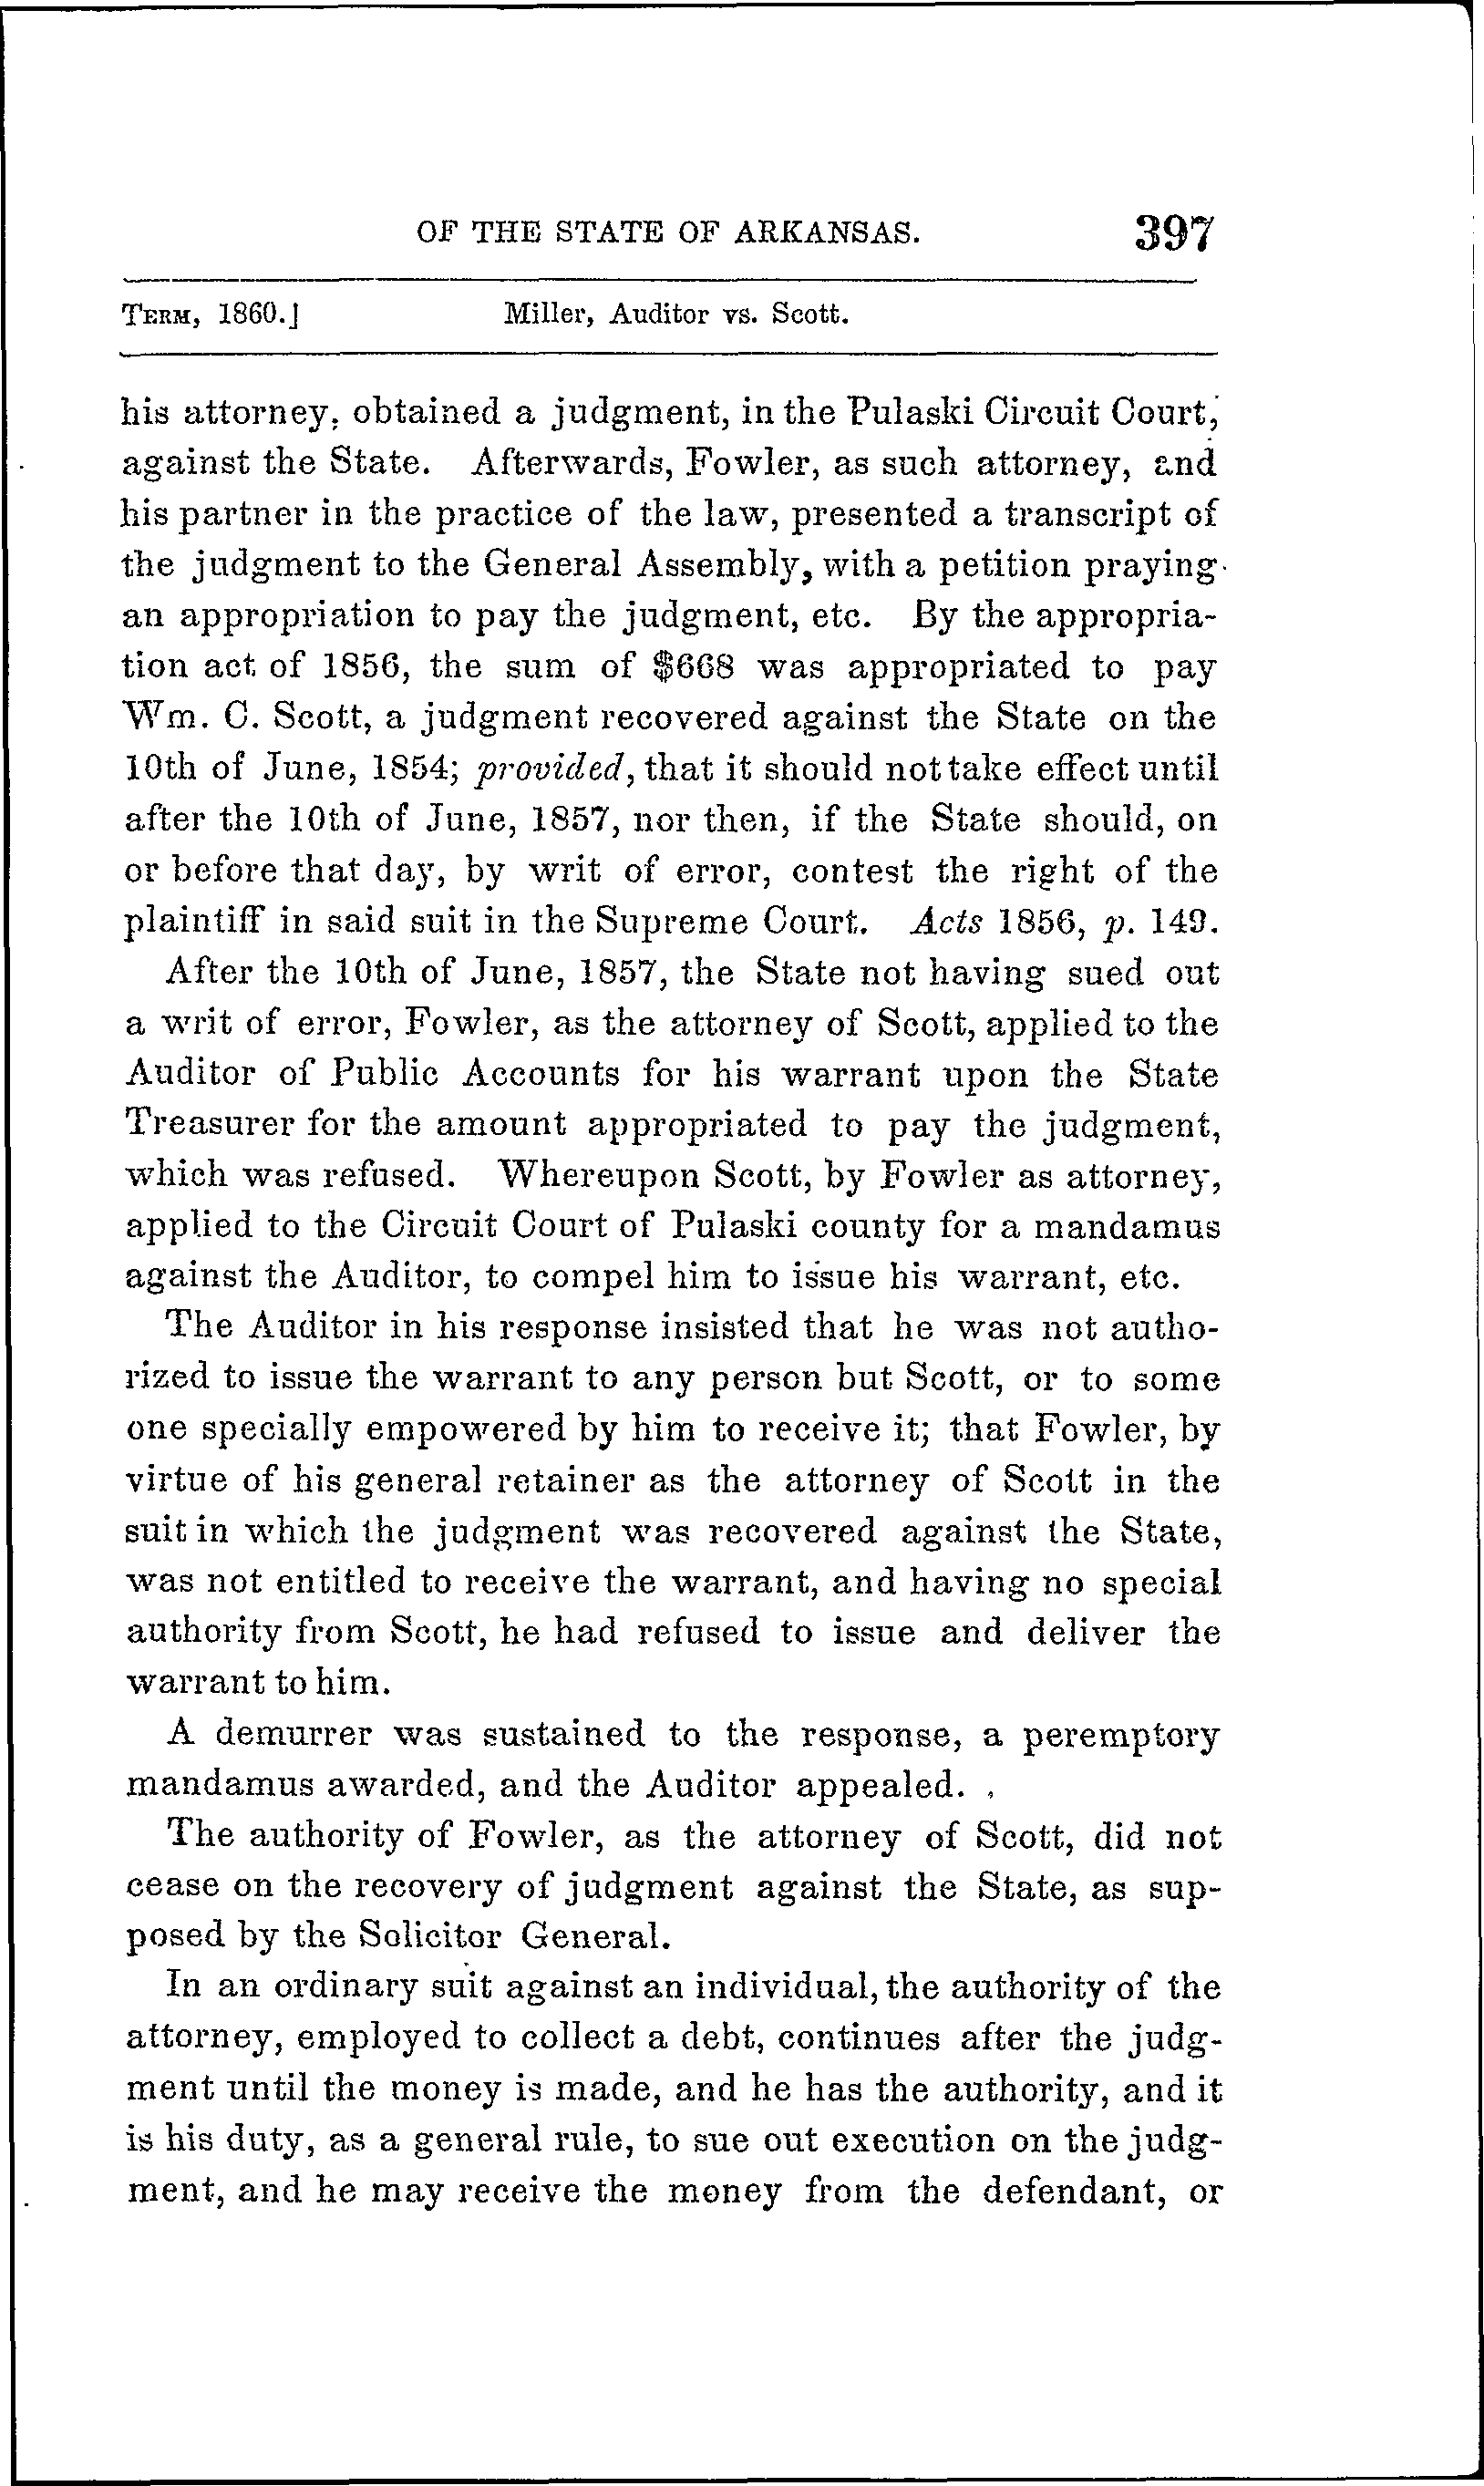 OF THE STATE OF ARKANSAS. 397
TERM, 1860.] Miller, Auditor vs. Scott.
his attorney, obtained a judgment, in the Pulaski Circuit Court,
against the State. Afterwards, Fowler, as such attorney, and
his partner in the practice of the law, presented a transcript of
the judgment to the General Assembly, with a petition praying
an appropriation to pay the judgment, etc. By the appropria-
tion act of 1856, the sum of $668 was appropriated to pay
Wm. C. Scott, a judgment recovered against the State on the
10th of June, 1854; provided, that it should not take effect until
after the 10th of June, 1857, nor then, if the State should, on
or before that day, by writ of error, contest the right of the
plaintiff in said suit in the Supreme Court. Acts 1856, p. 149.
After the 10th of June, 1857, the State not having sued out
a writ of error, Fowler, as the attorney of Scott, applied to the
Auditor of Public Accounts for his warrant upon the State
Treasurer for the amount appropriated to pay the judgment,
which was refused. Whereupon Scott, by Fowler as attorney,
applied to the Circuit Court of Pulaski county for a mandamus
against the Auditor, to compel him to issue his warrant, etc.
The Auditor in his response insisted that he was not autho-
rized to issue the warrant to any person but Scott, or to some
one specially empowered by him to receive it; that Fowler, by
virtue of his general retainer as the attorney of Scott in the
suit in which the judgment was recovered against the State,
was not entitled to receive the warrant, and having no special
authority from Scott, he had refused to issue and deliver the
warrant to him.
A demurrer was sustained to the response, a peremptory
mandamus awarded, and the Auditor appealed.
The authority of Fowler, as the attorney of Scott, did not
cease on the recovery of judgment against the State, as sup-
posed by the Solicitor General.
In an ordinary suit against an individual, the authority of the
attorney, employed to collect a debt, continues after the judg-
ment until the money is made, and he has the authority, and it
is his duty, as a general rule, to sue out execution on the judg-
ment, and he may receive the money from the defendant, or